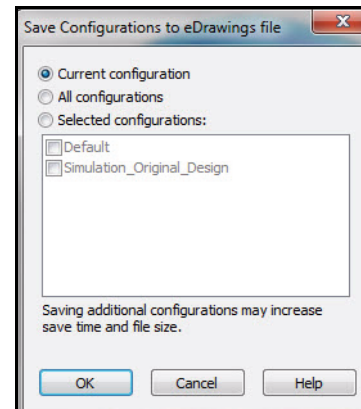 Save Configurations to eDrawings file
Current configuration
All configurations
Selected configurations:
Default
Simulation_Original_Design
Saving additional configurations may increase
save time and file size.
OK Cancel Help